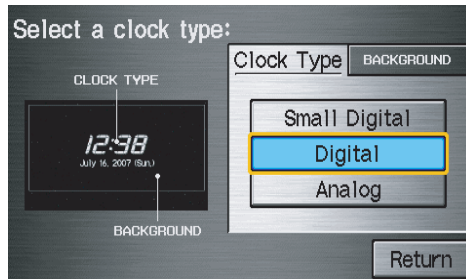 Select a clock type:
Clock Type
BACKGROUND
CLOCK TYPE
12:38
July 16, 2007 (Sun.)
BACKGROUND
Small Digital
Digital
Analog
Return